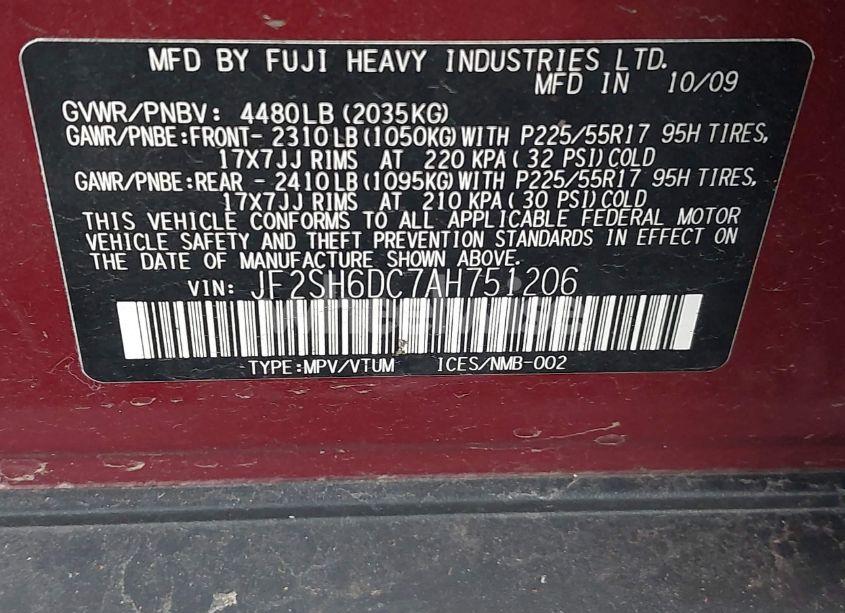 MFD BY FUJI HEAVY INDUSTRIES LTD.
MFD IN 10/09
GVWR/PNBV: 4480LB(2035KG)
GAWR/PNBE:FRONT- 2310LB(1050KG)WITH P225/55R17 95H TIRES,
17X7JJ RIMS AT 220 KPA( 32 PSI)COLD
GAWR/PNBE:REAR - 2410LB(1095KG)WITH P225/55R17 95H TIRES,
17X7JJ RIMS AT 210 KPA( 30 PSI)COLD
THIS VEHICLE CONFORMS TO ALL APPLICABLE FEDERAL MOTOR
VEHICLE SAFETY AND THEFT PREVENTION STANDARDS IN EFFECT ON
THE DATE OF MANUFACTURE SHOWN ABOVE.
VIN: JF2SH6DC7AH751206
TYPE:MPV/VTUM ICES/NMB-002